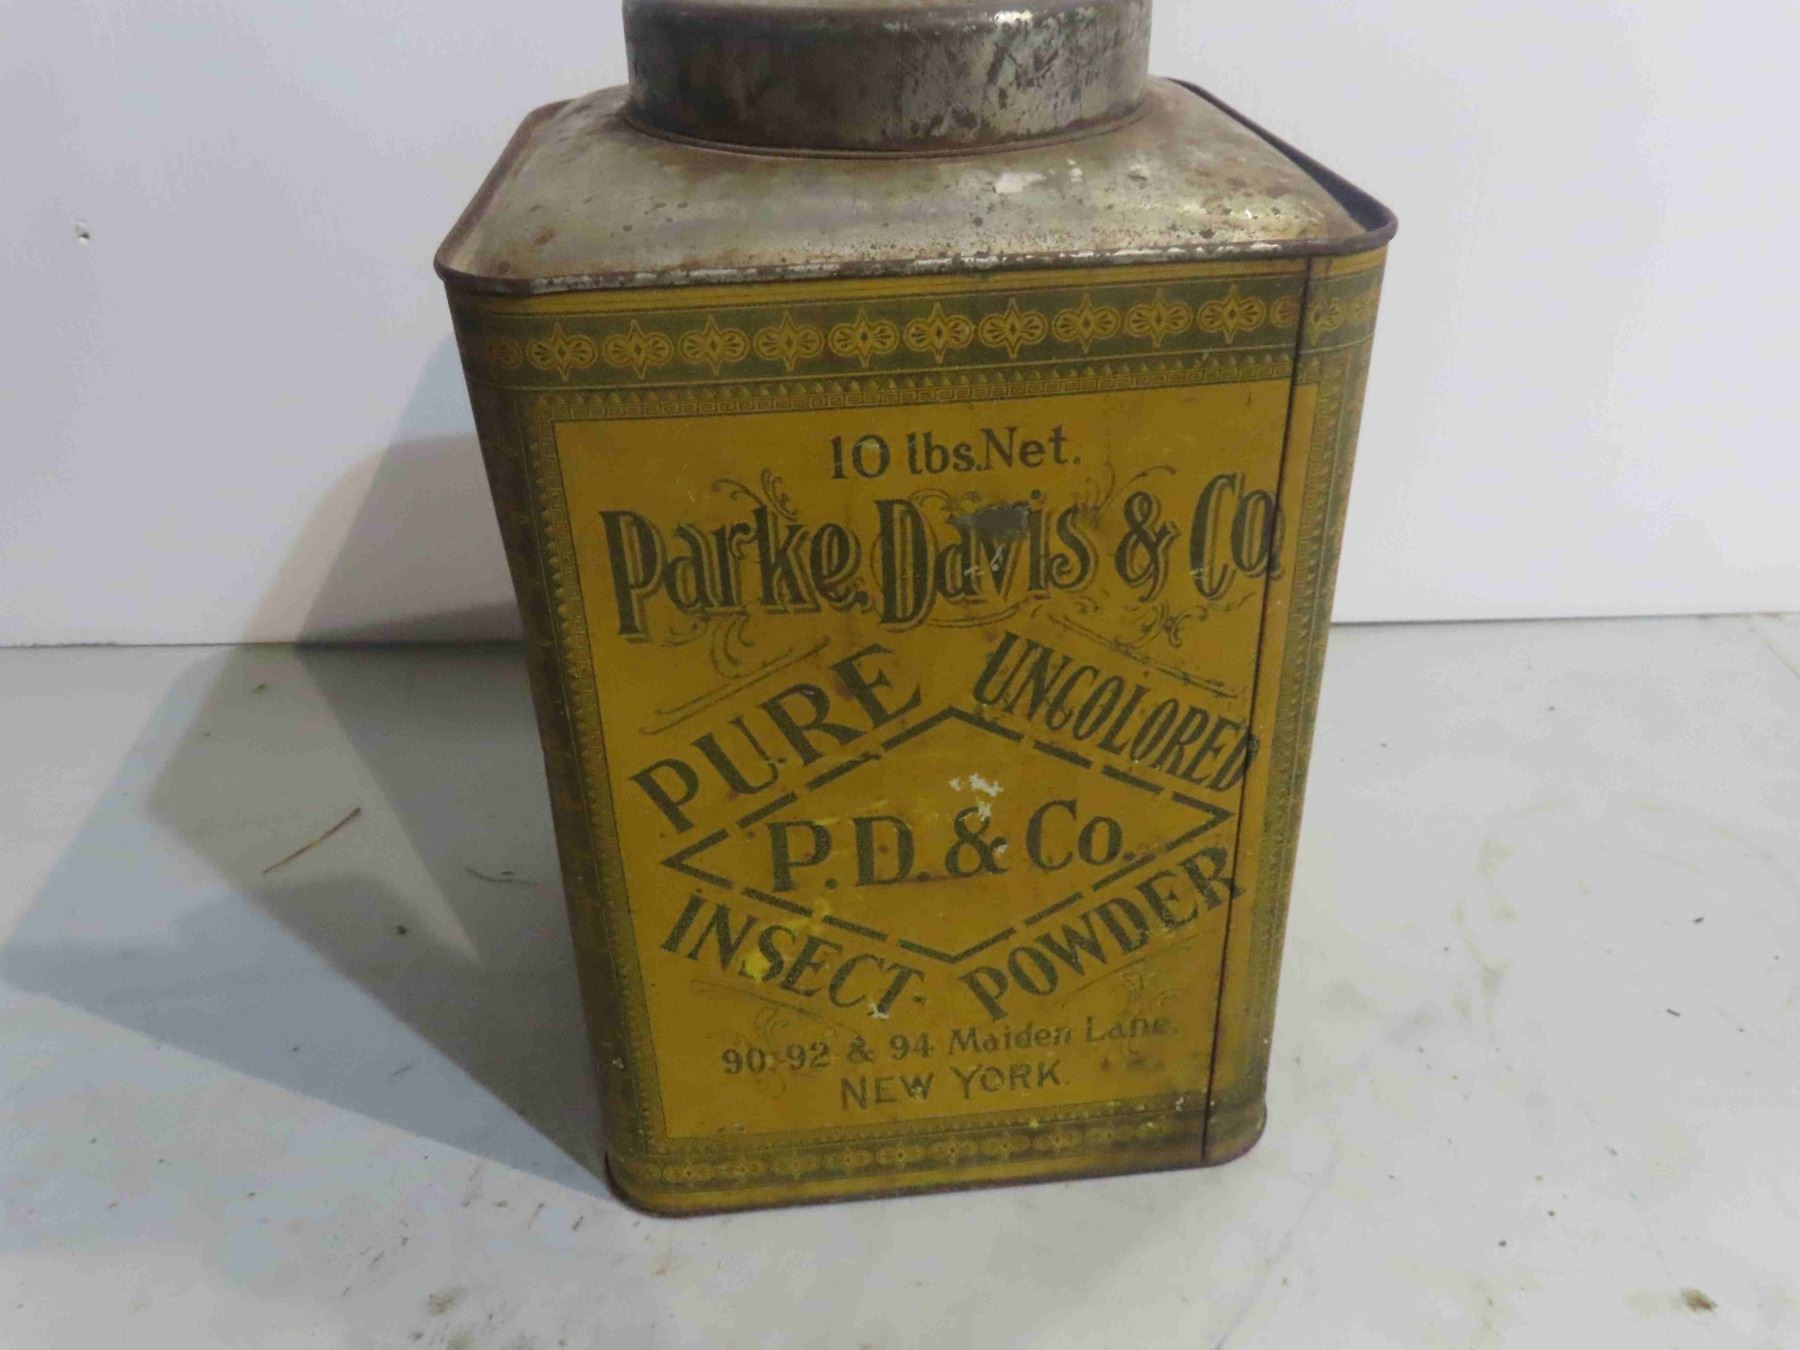 10 lbs. Net.
Parke, Davis & Co
PURE UNCOLORED
P. D. & Co.
INSECT POWDER
90-92 & 94 Maiden Lane.
NEW YORK.